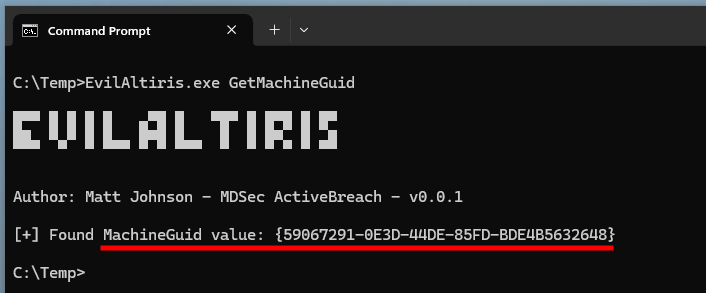 Command Prompt
C:\Temp>EvilAltiris.exe GetMachineGuid
EVILALTIRIS
Author: Matt Johnson - MDSec ActiveBreach - v0.0.1
[+] Found MachineGuid value: {59067291-0E3D-44DE-85FD-BDE4B5632648}
C:\Temp>